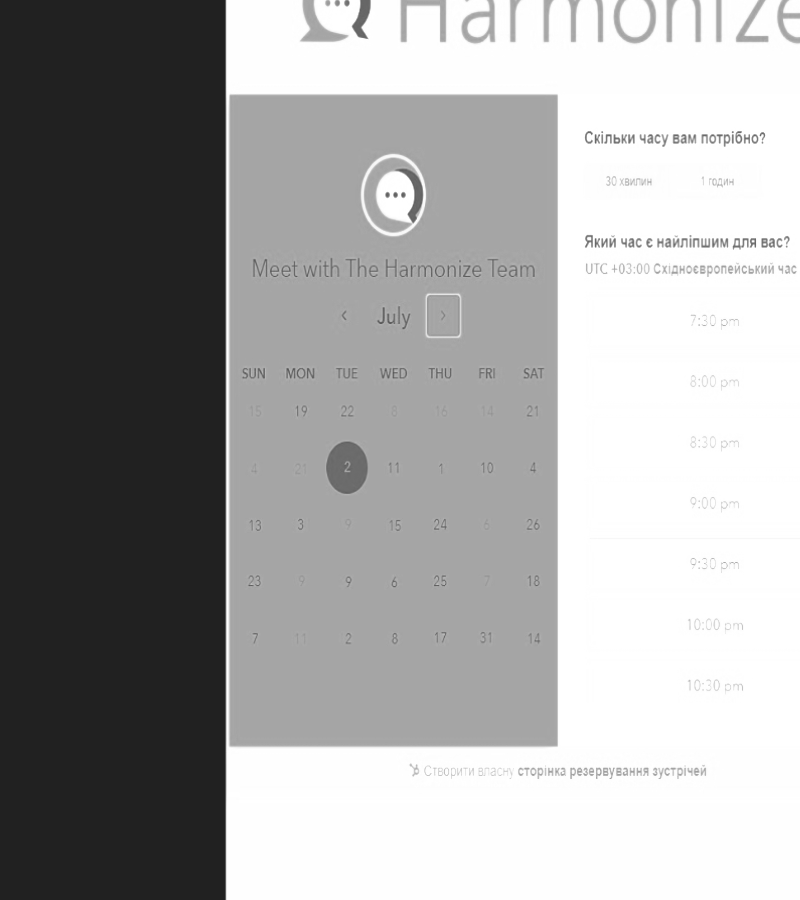 Harmonize
Meet with The Harmonize Team
‹ July ›
SUN MON TUE WED THU FRI SAT
15 19 22 8 16 14 21
4 21 2 11 1 10 4
13 3 9 15 24 6 26
23 9 9 6 25 7 18
7 11 2 8 17 31 14
Скільки часу вам потрібно?
30 хвилин 1 годин
Який час є найліпшим для вас?
UTC +03:00 Східноєвропейський час
7:30 pm
8:00 pm
8:30 pm
9:00 pm
9:30 pm
10:00 pm
10:30 pm
Створити власну сторінка резервування зустрічей